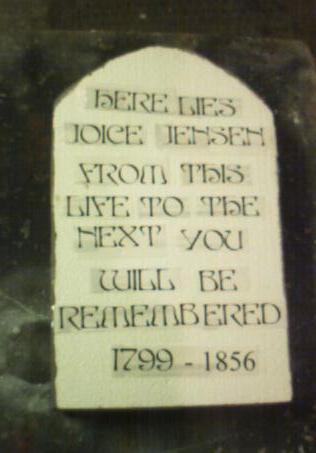 HERE LIES
JOICE JENSEN
FROM THIS
LIFE TO THE
NEXT YOU
WILL BE
REMEMBERED
1799 - 1856